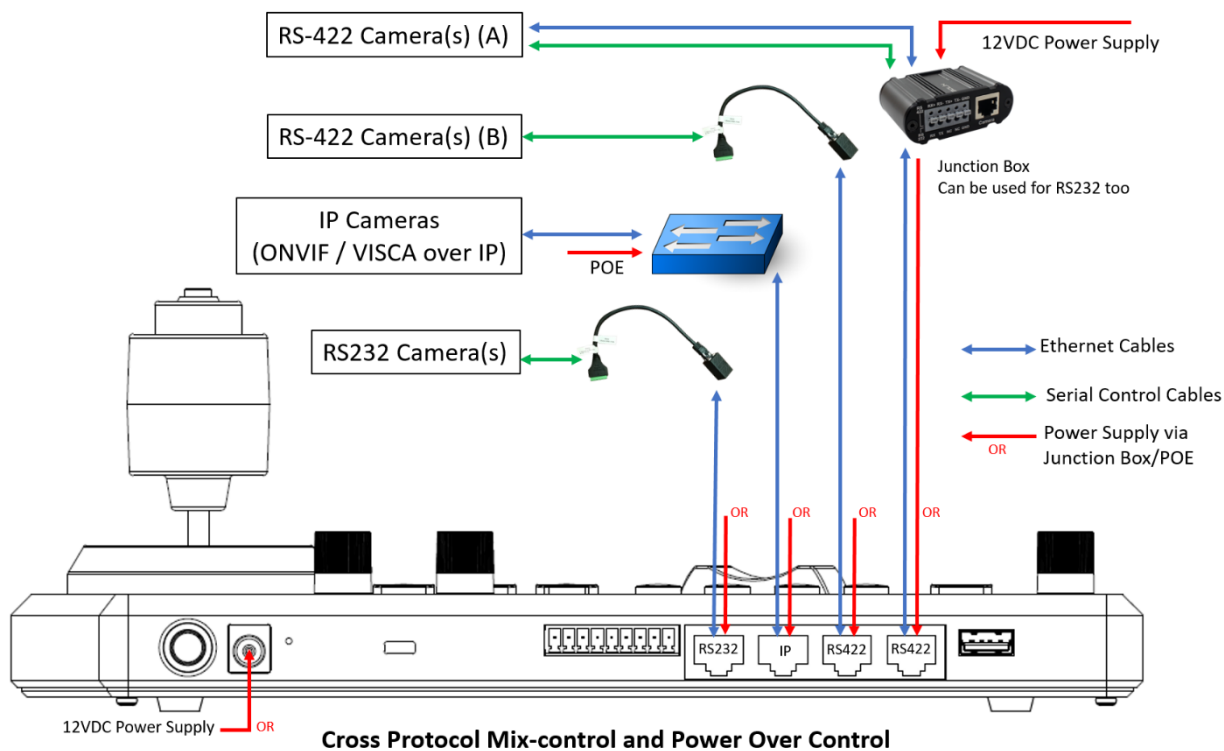 RS-422 Camera(s) (A)
12VDC Power Supply
RS-422 Camera(s) (B)
Junction Box
Can be used for RS232 too
IP Cameras
(ONVIF / VISCA over IP)
POE
RS232 Camera(s)
Ethernet Cables
Serial Control Cables
Power Supply via
OR
Junction Box/POE
OR
OR
OR
OR
RS232
IP
RS422
RS422
12VDC Power Supply
OR
Cross Protocol Mix-control and Power Over Control